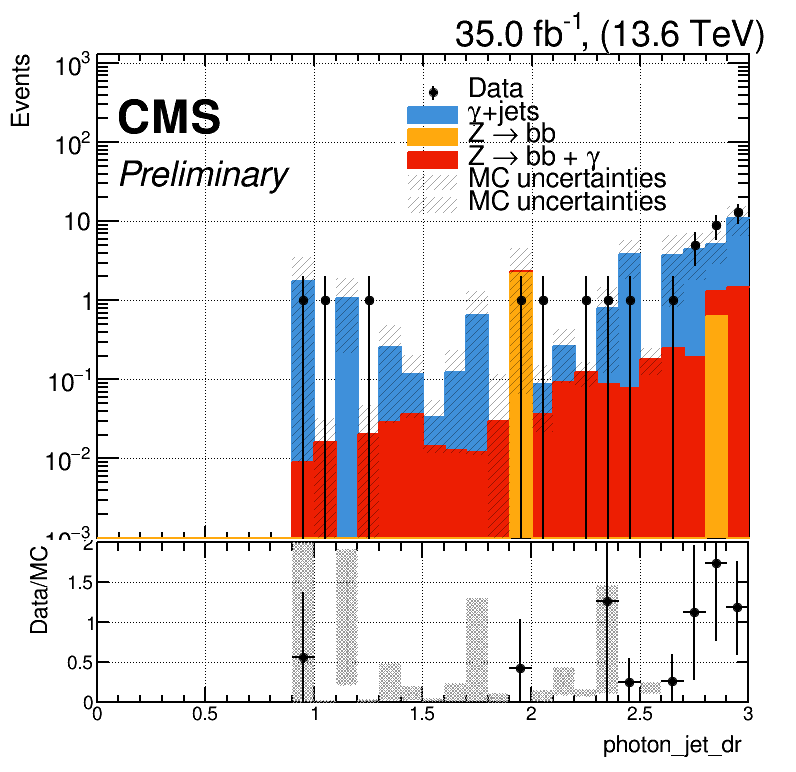 35.0 fb⁻¹, (13.6 TeV)
Events
10³
10²
10
1
10⁻¹
10⁻²
10⁻³
CMS
Preliminary
Data
γ+jets
Z → bb
Z → bb + γ
MC uncertainties
MC uncertainties
Data/MC
2
1.5
1
0.5
0
0 0.5 1 1.5 2 2.5 3
photon_jet_dr